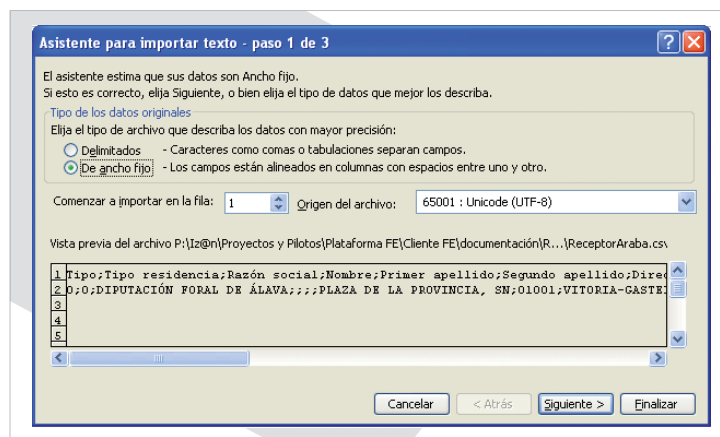 Asistente para importar texto - paso 1 de 3
El asistente estima que sus datos son Ancho fijo.
Si esto es correcto, elija Siguiente, o bien elija el tipo de datos que mejor los describa.
Tipo de los datos originales
Elija el tipo de archivo que describa los datos con mayor precisión:
Delimitados - Caracteres como comas o tabulaciones separan campos.
De ancho fijo - Los campos están alineados en columnas con espacios entre uno y otro.
Comenzar a importar en la fila: 1 Origen del archivo: 65001 : Unicode (UTF-8)
Vista previa del archivo P:\Iz@n\Proyectos y Pilotos\Plataforma FE\Cliente FE\documentación\R...\ReceptorAraba.csv
1 Tipo;Tipo residencia;Razón social;Nombre;Primer apellido;Segundo apellido;Direc
2 0;0;DIPUTACIÓN FORAL DE ÁLAVA;;;;PLAZA DE LA PROVINCIA, SN;01001;VITORIA-GASTEI
3
4
5
Cancelar < Atrás Siguiente > Finalizar